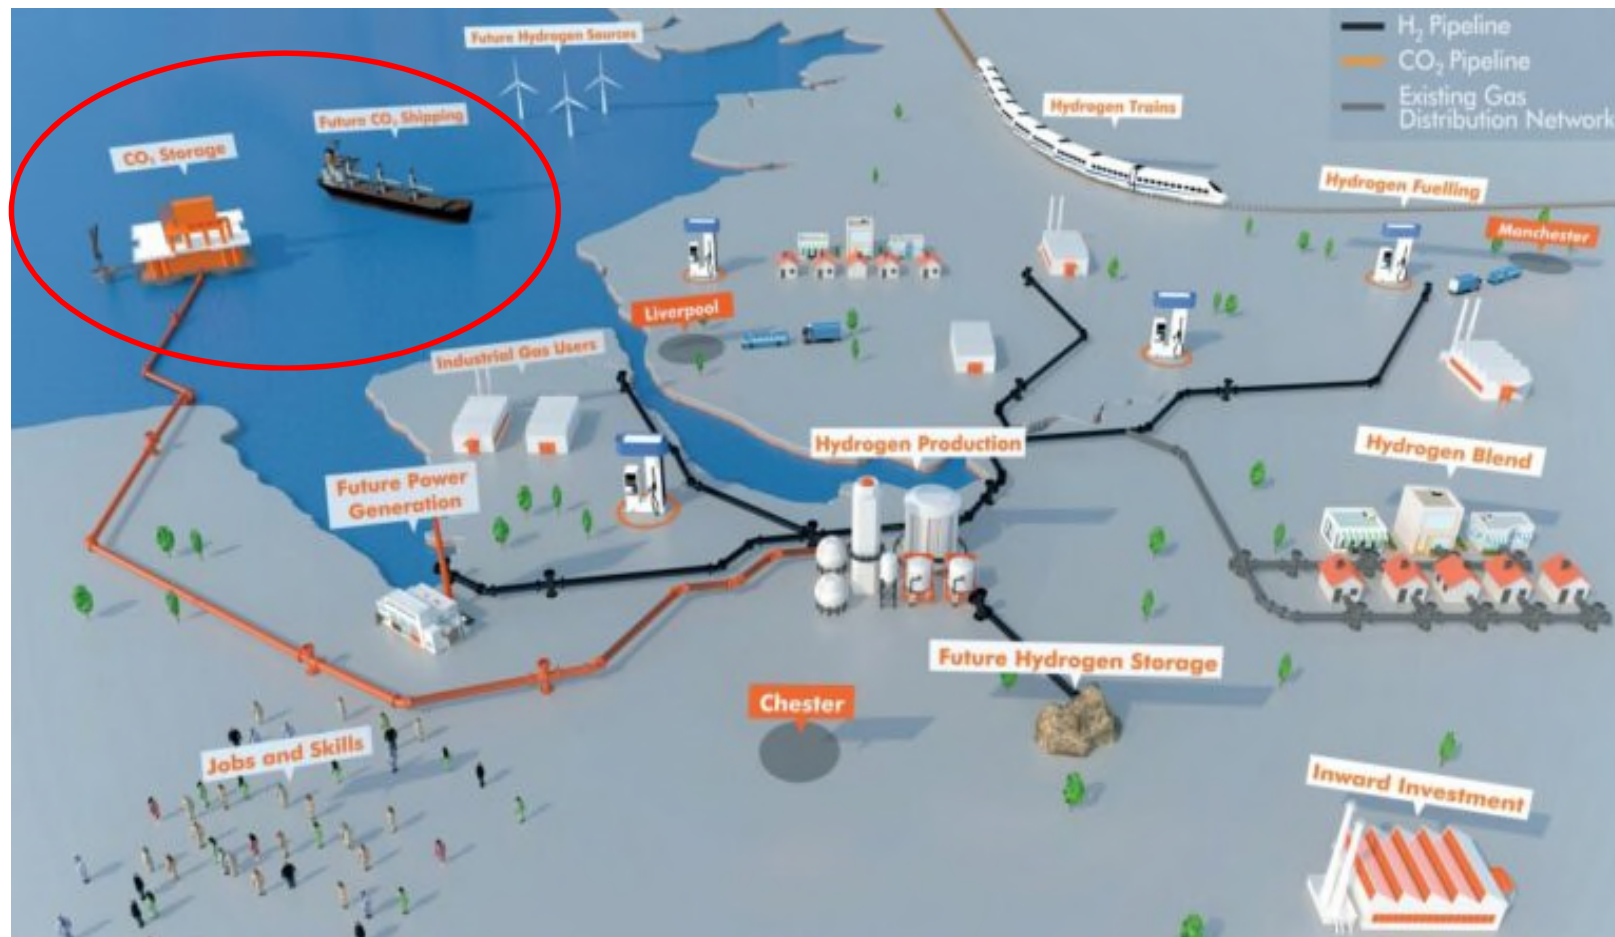 Future Hydrogen Sources
H₂ Pipeline
CO₂ Pipeline
Existing Gas
Distribution Network
Hydrogen Trains
Future CO₂ Shipping
CO₂ Storage
Hydrogen Fuelling
Manchester
Liverpool
Industrial Gas Users
Hydrogen Production
Hydrogen Blend
Future Power
Generation
Future Hydrogen Storage
Chester
Jobs and Skills
Inward Investment